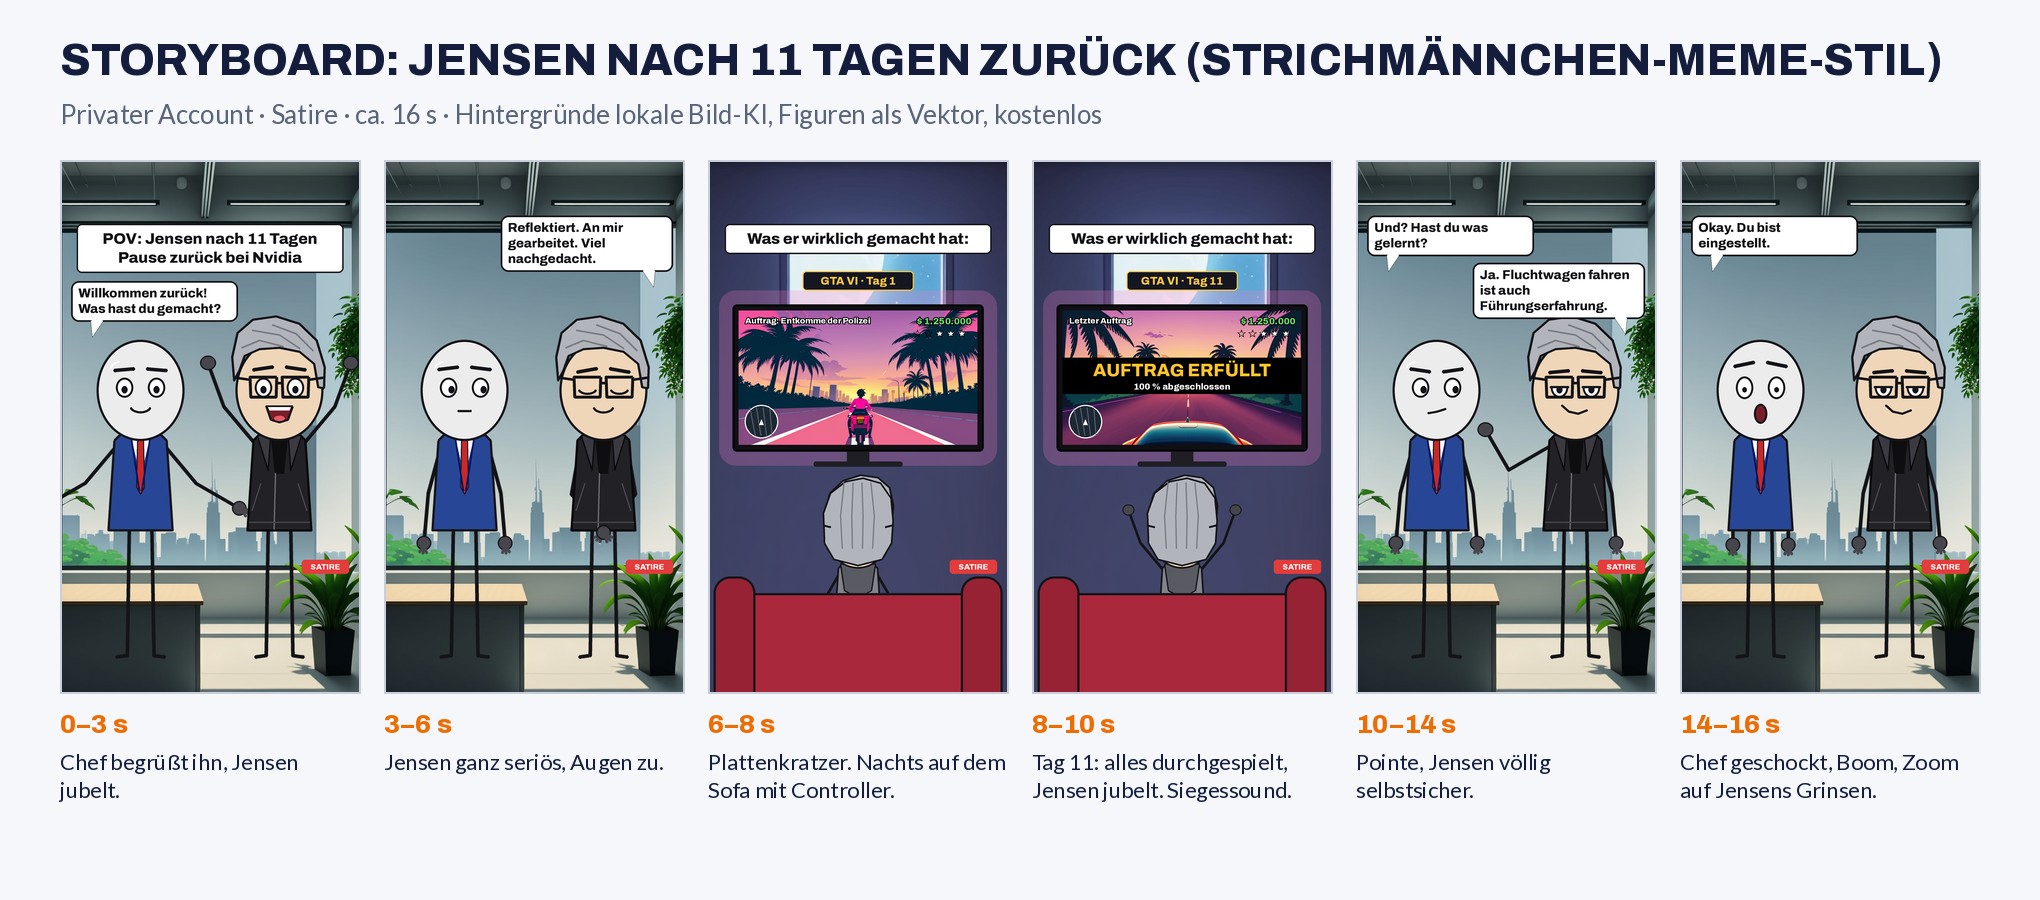 STORYBOARD: JENSEN NACH 11 TAGEN ZURÜCK (STRICHMÄNNCHEN-MEME-STIL)
Privater Account · Satire · ca. 16 s · Hintergründe lokale Bild-KI, Figuren als Vektor, kostenlos
POV: Jensen nach 11 Tagen
Pause zurück bei Nvidia
Willkommen zurück!
Was hast du gemacht?
SATIRE
0–3 s
Chef begrüßt ihn, Jensen
jubelt.
Reflektiert. An mir
gearbeitet. Viel
nachgedacht.
SATIRE
3–6 s
Jensen ganz seriös, Augen zu.
Was er wirklich gemacht hat:
GTA VI · Tag 1
Auftrag: Entkomme der Polizei
$ 1.250.000
SATIRE
6–8 s
Plattenkratzer. Nachts auf dem
Sofa mit Controller.
Was er wirklich gemacht hat:
GTA VI · Tag 11
Letzter Auftrag
$ 1.250.000
AUFTRAG ERFÜLLT
100 % abgeschlossen
SATIRE
8–10 s
Tag 11: alles durchgespielt,
Jensen jubelt. Siegessound.
Und? Hast du was
gelernt?
Ja. Fluchtwagen fahren
ist auch
Führungserfahrung.
SATIRE
10–14 s
Pointe, Jensen völlig
selbstsicher.
Okay. Du bist
eingestellt.
SATIRE
14–16 s
Chef geschockt, Boom, Zoom
auf Jensens Grinsen.